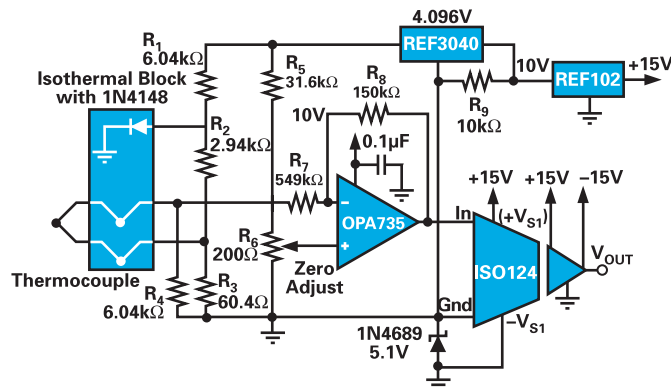 4.096V
REF3040
R1
6.04kΩ
R5
31.6kΩ
10V
REF102
+15V
Isothermal Block
with 1N4148
R8
150kΩ
R9
10kΩ
10V
R2
2.94kΩ
0.1µF
R7
549kΩ
+15V
+15V
−15V
−
OPA735
+
In
(+VS1)
R6
200Ω
Zero
Adjust
ISO124
VOUT
Thermocouple
R4
6.04kΩ
R3
60.4Ω
Gnd
−VS1
1N4689
5.1V